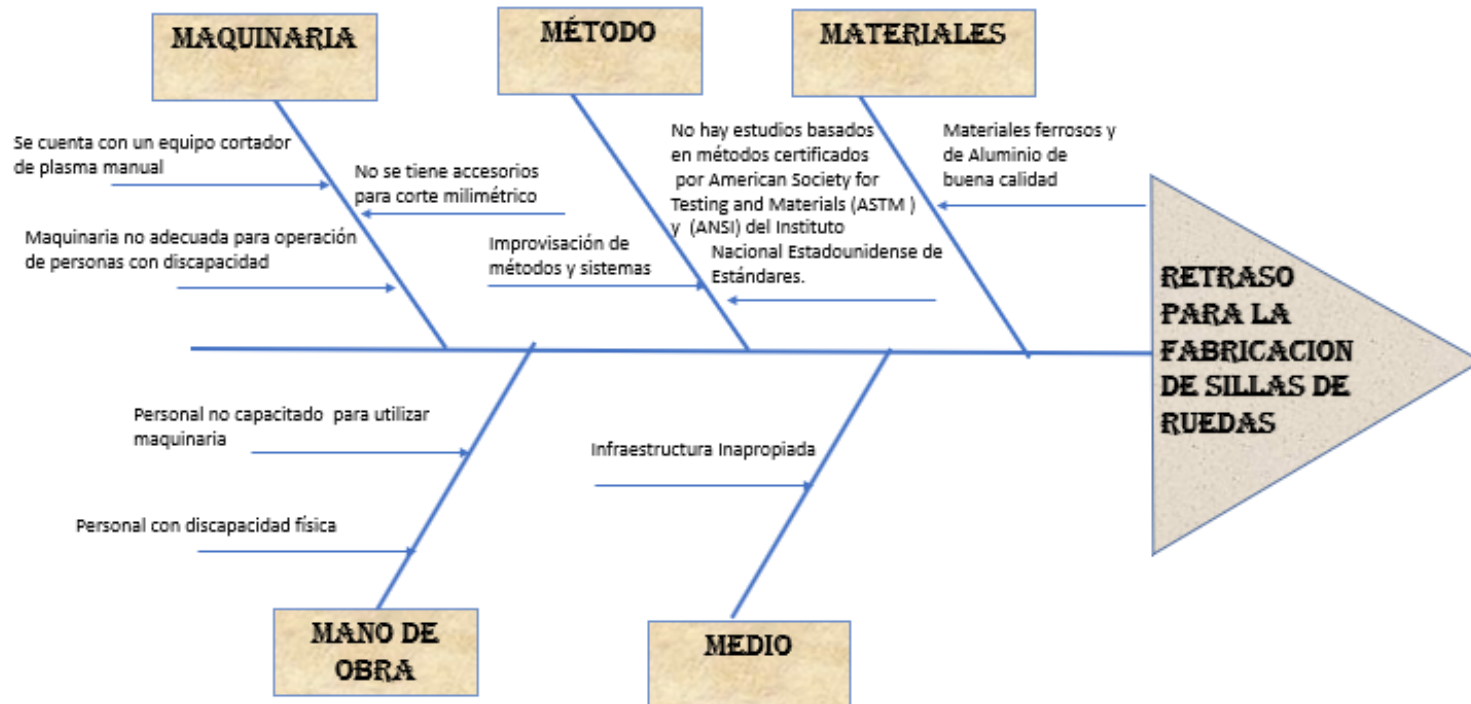 MAQUINARIA
MÉTODO
MATERIALES
Se cuenta con un equipo cortador
de plasma manual
No se tiene accesorios
para corte milimétrico
Maquinaria no adecuada para operación
de personas con discapacidad
No hay estudios basados
en métodos certificados
por American Society for
Testing and Materials (ASTM )
y (ANSI) del Instituto
Nacional Estadounidense de
Estándares.
Improvisación de
métodos y sistemas
Materiales ferrosos y
de Aluminio de
buena calidad
RETRASO
PARA LA
FABRICACION
DE SILLAS DE
RUEDAS
Personal no capacitado para utilizar
maquinaria
Personal con discapacidad física
Infraestructura Inapropiada
MANO DE
OBRA
MEDIO